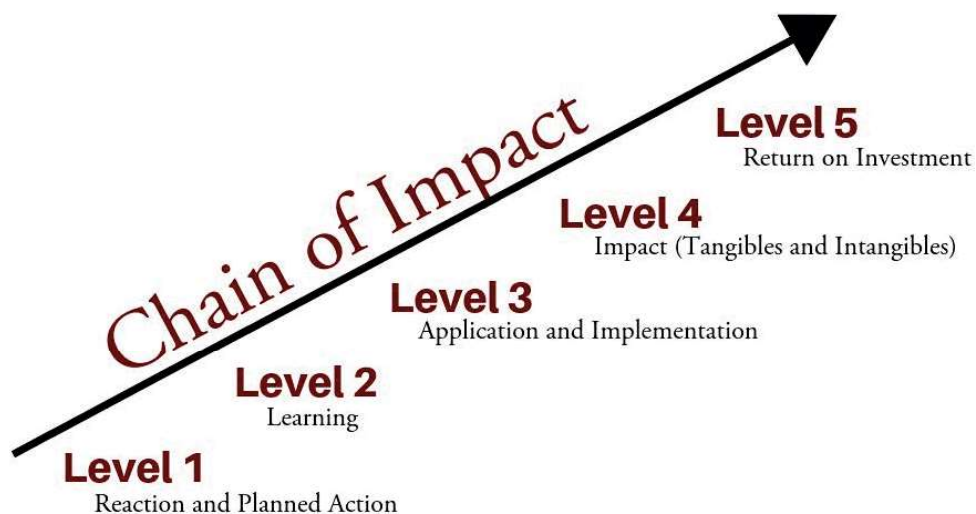 Chain of Impact
Level 5
Return on Investment
Level 4
Impact (Tangibles and Intangibles)
Level 3
Application and Implementation
Level 2
Learning
Level 1
Reaction and Planned Action